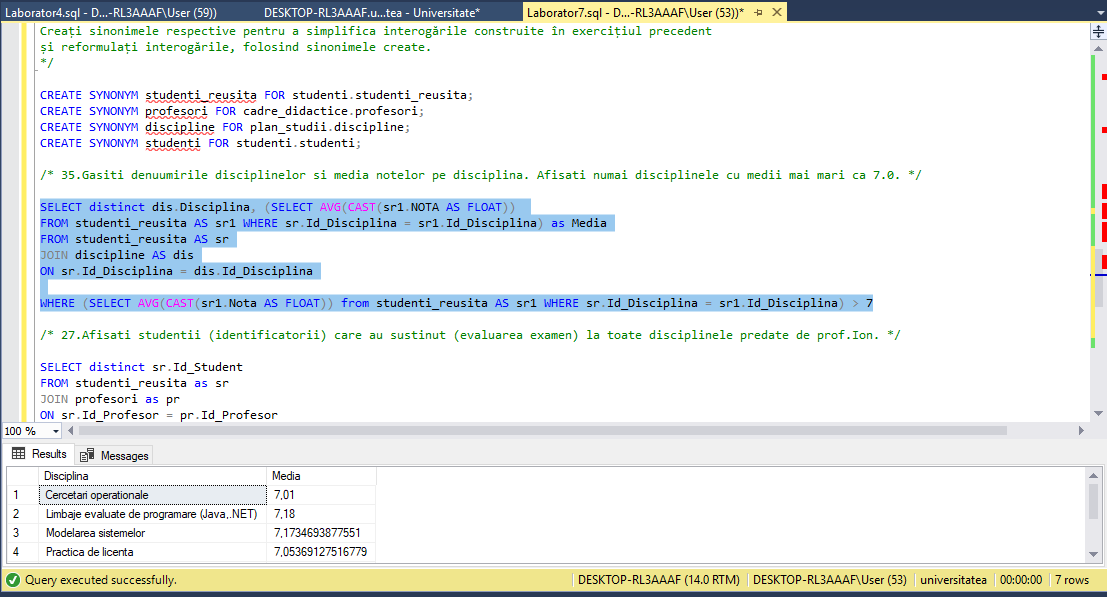 Laborator4.sql - D...-RL3AAAF\User (59))
DESKTOP-RL3AAAF.u...tea - Universitate*
Laborator7.sql - D...-RL3AAAF\User (53))*
Creați sinonimele respective pentru a simplifica interogările construite în exercițiul precedent
și reformulați interogările, folosind sinonimele create.
*/
CREATE SYNONYM studenti_reusita FOR studenti.studenti_reusita;
CREATE SYNONYM profesori FOR cadre_didactice.profesori;
CREATE SYNONYM discipline FOR plan_studii.discipline;
CREATE SYNONYM studenti FOR studenti.studenti;
/* 35.Gasiti denuumirile disciplinelor si media notelor pe disciplina. Afisati numai disciplinele cu medii mai mari ca 7.0. */
SELECT distinct dis.Disciplina, (SELECT AVG(CAST(sr1.NOTA AS FLOAT))
FROM studenti_reusita AS sr1 WHERE sr.Id_Disciplina = sr1.Id_Disciplina) as Media
FROM studenti_reusita AS sr
JOIN discipline AS dis
ON sr.Id_Disciplina = dis.Id_Disciplina
WHERE (SELECT AVG(CAST(sr1.Nota AS FLOAT)) from studenti_reusita AS sr1 WHERE sr.Id_Disciplina = sr1.Id_Disciplina) > 7
/* 27.Afisati studentii (identificatorii) care au sustinut (evaluarea examen) la toate disciplinele predate de prof.Ion. */
SELECT distinct sr.Id_Student
FROM studenti_reusita as sr
JOIN profesori as pr
ON sr.Id_Profesor = pr.Id_Profesor
100 %
Results Messages
Disciplina Media
1 Cercetari operationale 7,01
2 Limbaje evaluate de programare (Java,.NET) 7,18
3 Modelarea sistemelor 7,1734693877551
4 Practica de licenta 7,05369127516779
Query executed successfully. DESKTOP-RL3AAAF (14.0 RTM) DESKTOP-RL3AAAF\User (53) universitatea 00:00:00 7 rows